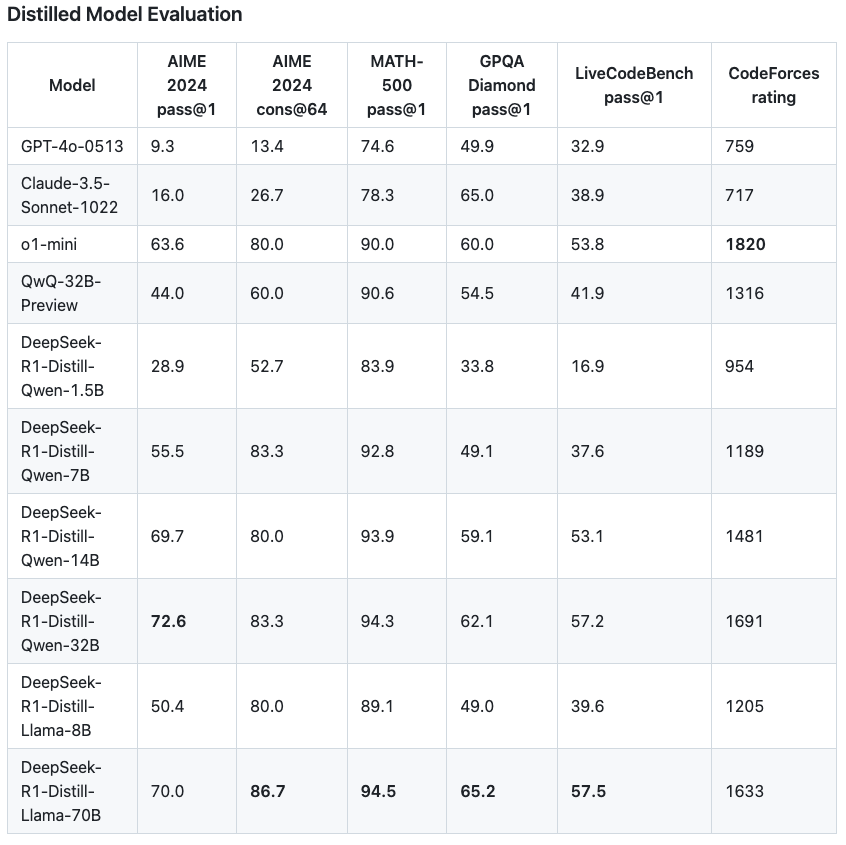 Distilled Model Evaluation
Model
AIME 2024 pass@1
AIME 2024 cons@64
MATH-500 pass@1
GPQA Diamond pass@1
LiveCodeBench pass@1
CodeForces rating
GPT-4o-0513 9.3 13.4 74.6 49.9 32.9 759
Claude-3.5-Sonnet-1022 16.0 26.7 78.3 65.0 38.9 717
o1-mini 63.6 80.0 90.0 60.0 53.8 1820
QwQ-32B-Preview 44.0 60.0 90.6 54.5 41.9 1316
DeepSeek-R1-Distill-Qwen-1.5B 28.9 52.7 83.9 33.8 16.9 954
DeepSeek-R1-Distill-Qwen-7B 55.5 83.3 92.8 49.1 37.6 1189
DeepSeek-R1-Distill-Qwen-14B 69.7 80.0 93.9 59.1 53.1 1481
DeepSeek-R1-Distill-Qwen-32B 72.6 83.3 94.3 62.1 57.2 1691
DeepSeek-R1-Distill-Llama-8B 50.4 80.0 89.1 49.0 39.6 1205
DeepSeek-R1-Distill-Llama-70B 70.0 86.7 94.5 65.2 57.5 1633